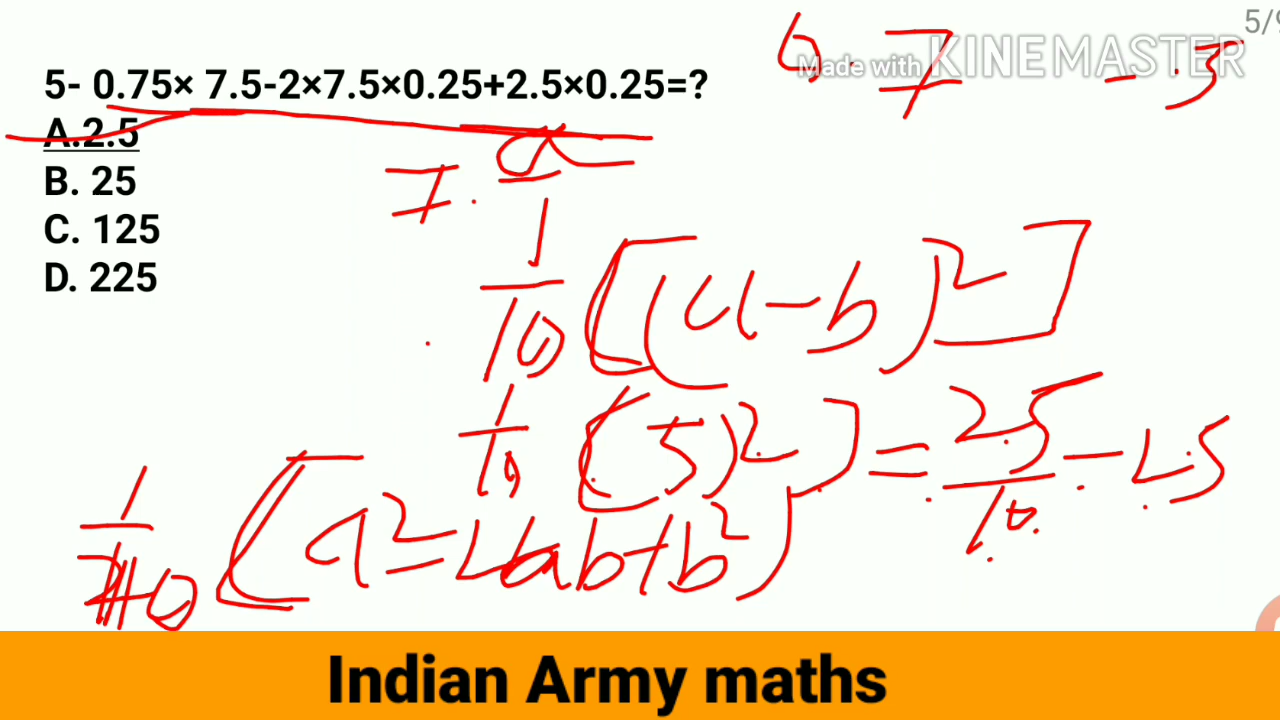 5/9
Made with KINEMASTER
5- 0.75× 7.5-2×7.5×0.25+2.5×0.25=?
A.2.5
B. 25
C. 125
D. 225
1/10 [(a-b)²]
1/10 [(5)²] = 25/10 = 2.5
1/10 (a²-2ab+b²)
Indian Army maths